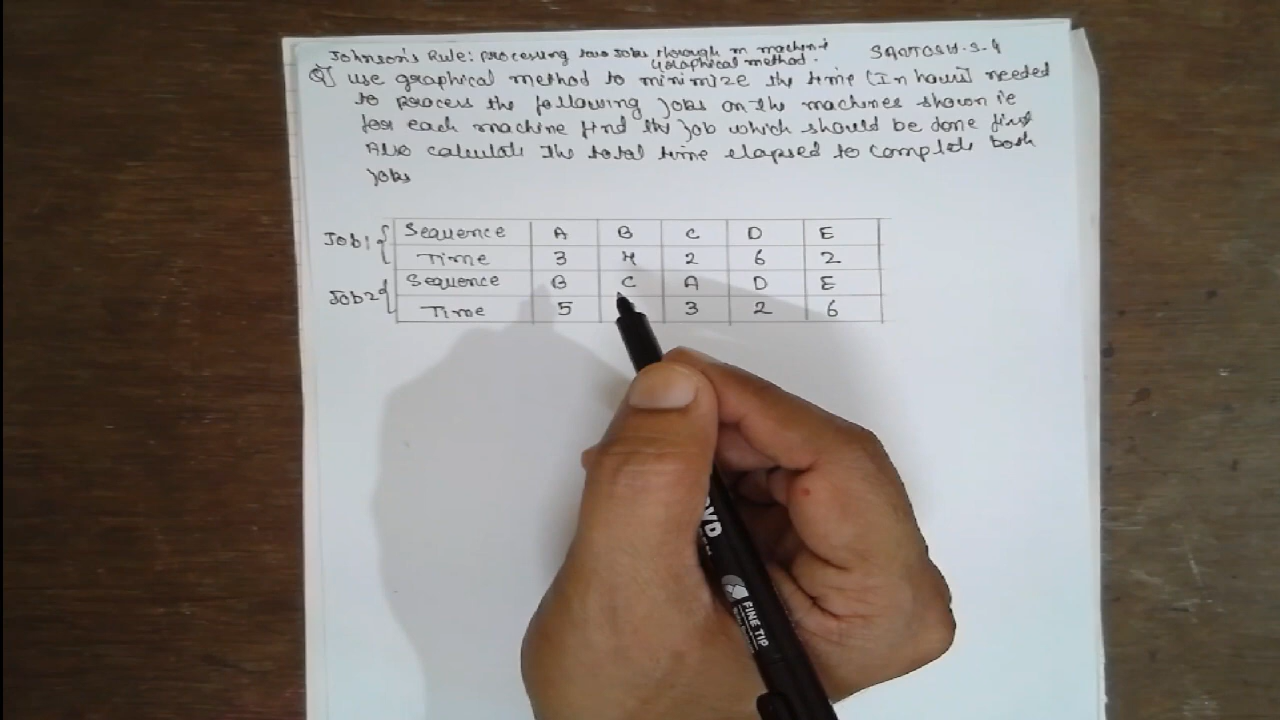 Johnson's Rule: processing two Jobs through m machines
Graphical method.
SANTOSH.S.
Q] Use graphical method to minimize the time [In hours] needed
to process the following jobs on the machines shown ie
for each machine find the job which should be done first
Also calculate The total time elapsed to complete both
jobs
Job1 Sequence A B C D E
Time 3 4 2 6 2
Job2 Sequence B C A D E
Time 5 3 2 6
FINE TIP